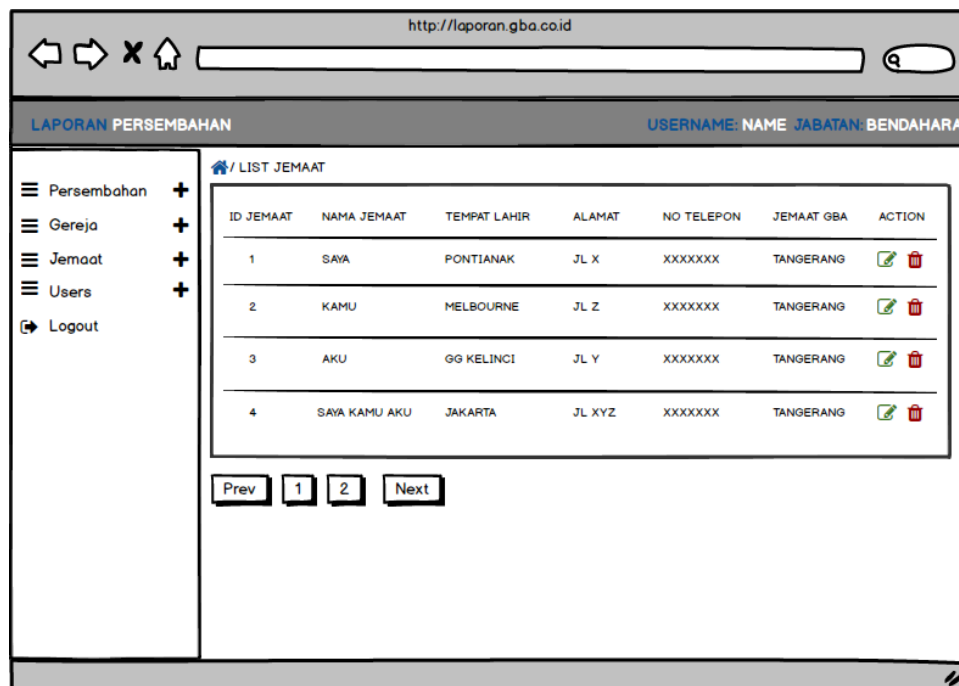 http://laporan.gba.co.id
LAPORAN PERSEMBAHAN USERNAME: NAME JABATAN: BENDAHARA
/ LIST JEMAAT
Persembahan
Gereja
Jemaat
Users
Logout
ID JEMAAT NAMA JEMAAT TEMPAT LAHIR ALAMAT NO TELEPON JEMAAT GBA ACTION
1 SAYA PONTIANAK JL X XXXXXXX TANGERANG
2 KAMU MELBOURNE JL Z XXXXXXX TANGERANG
3 AKU GG KELINCI JL Y XXXXXXX TANGERANG
4 SAYA KAMU AKU JAKARTA JL XYZ XXXXXXX TANGERANG
Prev 1 2 Next